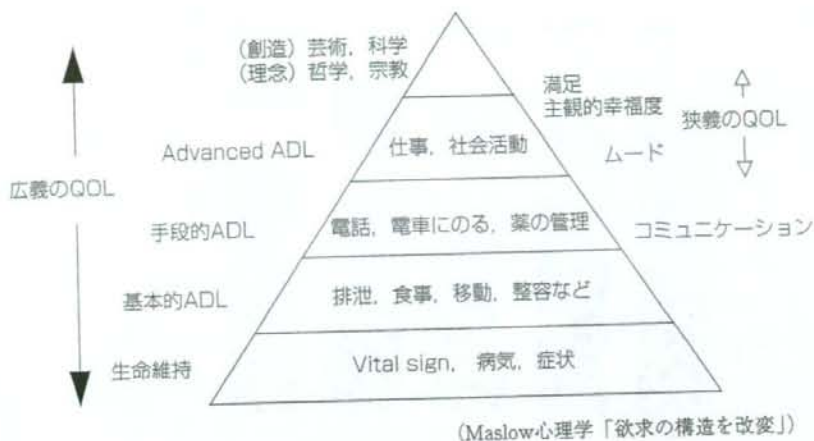 (創造) 芸術, 科学
(理念) 哲学, 宗教
満足
主観的幸福度
狭義のQOL
Advanced ADL
仕事, 社会活動
ムード
広義のQOL
手段的ADL
電話, 電車にのる, 薬の管理
コミュニケーション
基本的ADL
排泄, 食事, 移動, 整容など
生命維持
Vital sign, 病気, 症状
(Maslow心理学「欲求の構造を改変」)